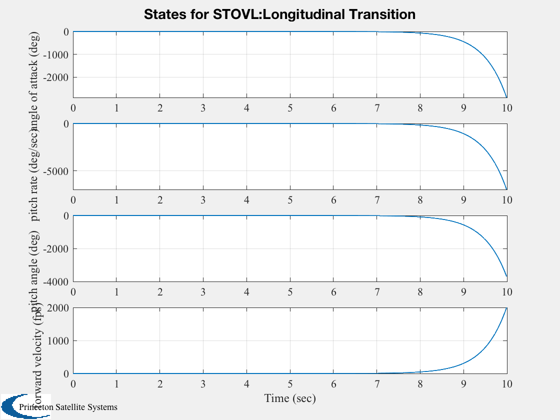 States for STOVL:Longitudinal Transition
angle of attack (deg)
0
-1000
-2000
0 1 2 3 4 5 6 7 8 9 10
pitch rate (deg/sec)
0
-5000
0 1 2 3 4 5 6 7 8 9 10
pitch angle (deg)
0
-2000
-4000
0 1 2 3 4 5 6 7 8 9 10
forward velocity (fps)
2000
1000
0
0 1 2 3 4 5 6 7 8 9 10
Time (sec)
Princeton Satellite Systems